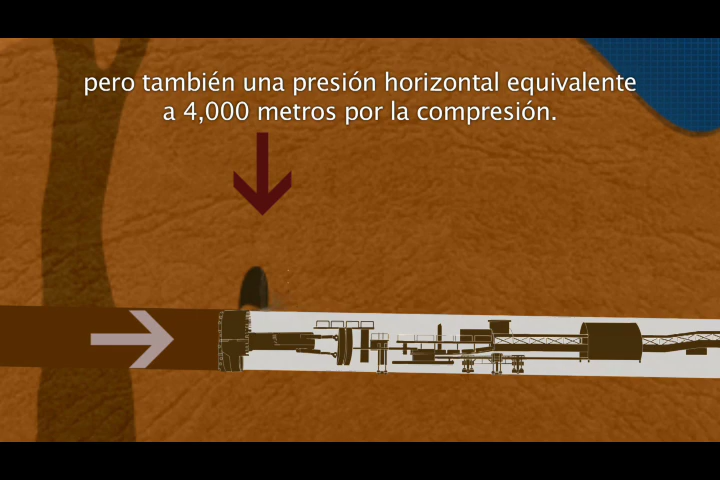 pero también una presión horizontal equivalente
a 4,000 metros por la compresión.